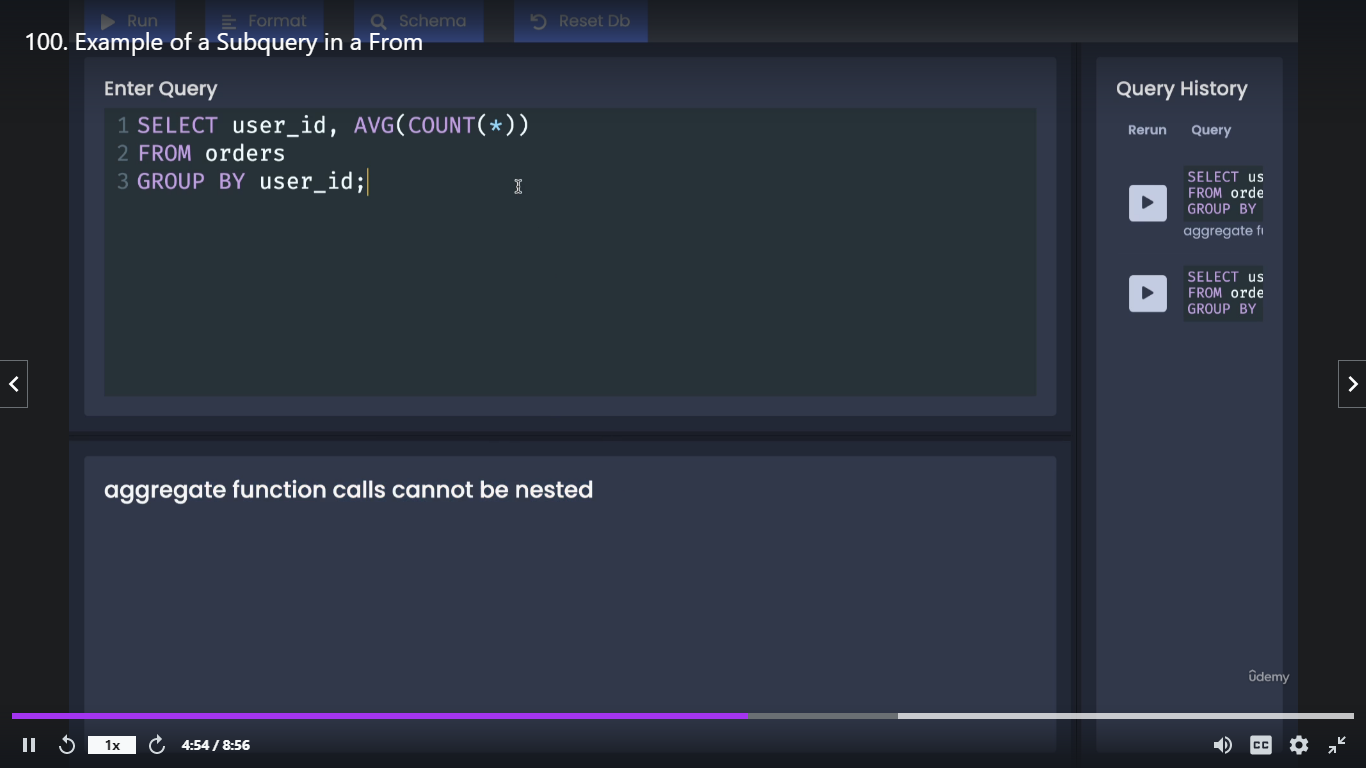 Run Format Schema Reset Db
100. Example of a Subquery in a From
Enter Query
1 SELECT user_id, AVG(COUNT(*))
2 FROM orders
3 GROUP BY user_id;
aggregate function calls cannot be nested
Query History
Rerun Query
SELECT us
FROM orde
GROUP BY
aggregate fu
SELECT us
FROM orde
GROUP BY
ûdemy
1x 4:54 / 8:56 CC